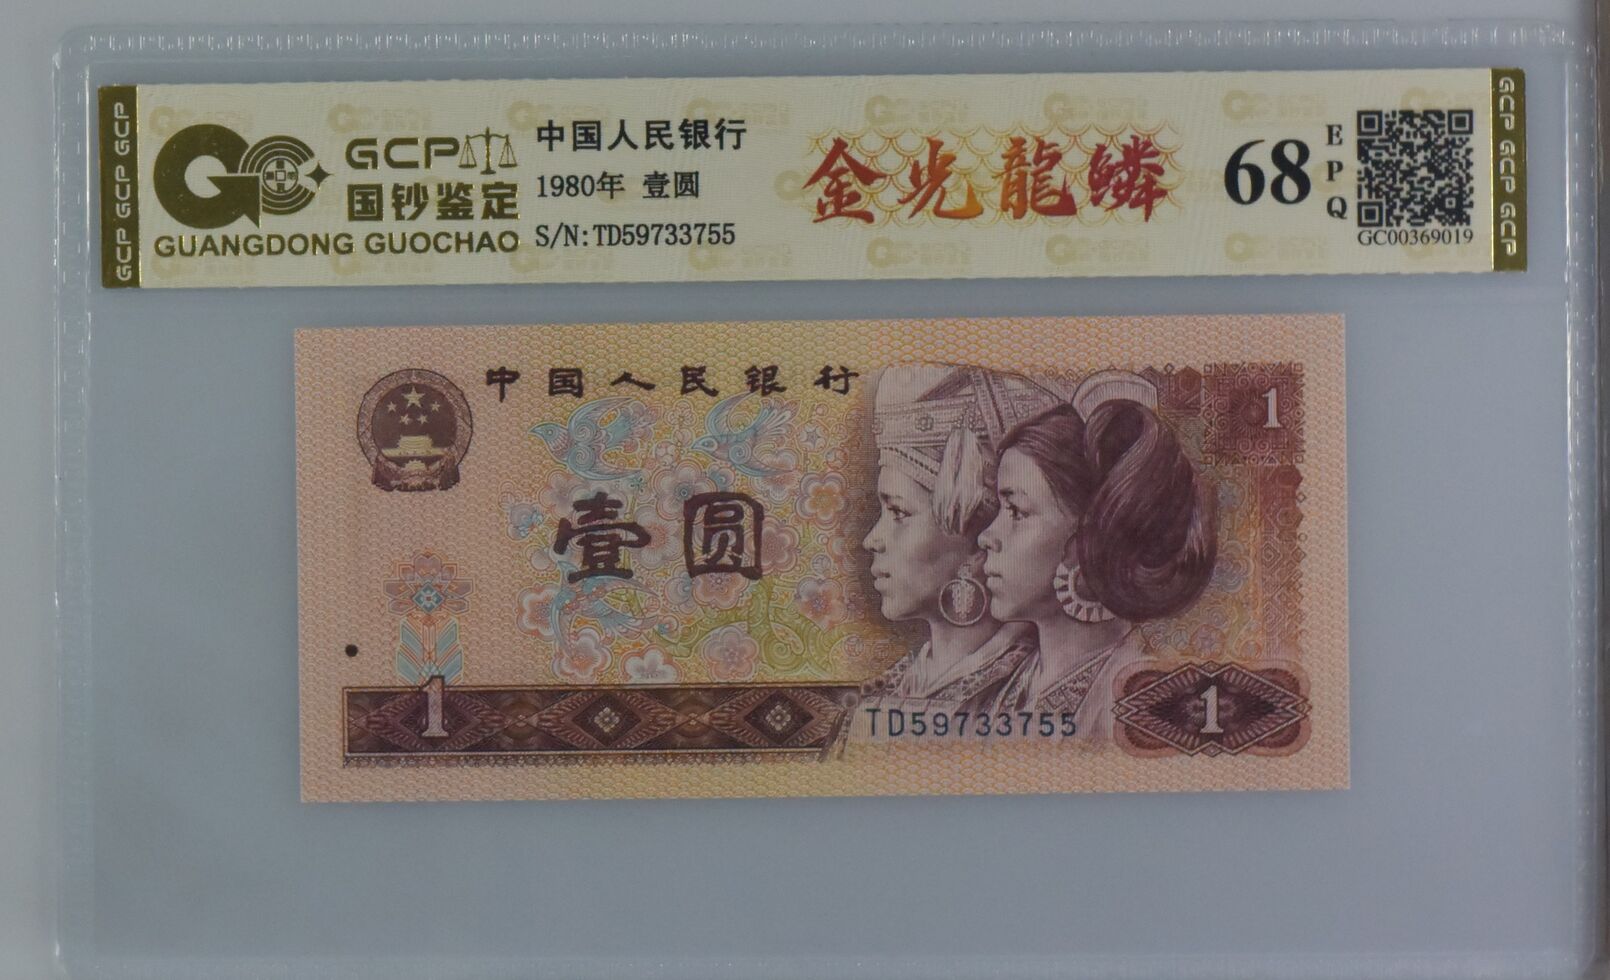 GCP GCP GCP
GCP
国钞鉴定
GUANGDONG GUOCHAO
中国人民银行
1980年 壹圆
S/N:TD59733755
金光龍鱗
68
EPQ
GC00369019
GCP GCP GCP
中国人民银行
1
壹圆
1
TD59733755
1